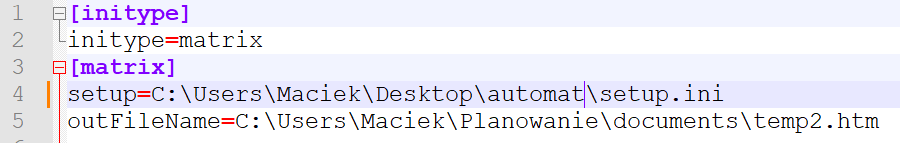 1 [initype]
2 initype=matrix
3 [matrix]
4 setup=C:\Users\Maciek\Desktop\automat\setup.ini
5 outFileName=C:\Users\Maciek\Planowanie\documents\temp2.htm